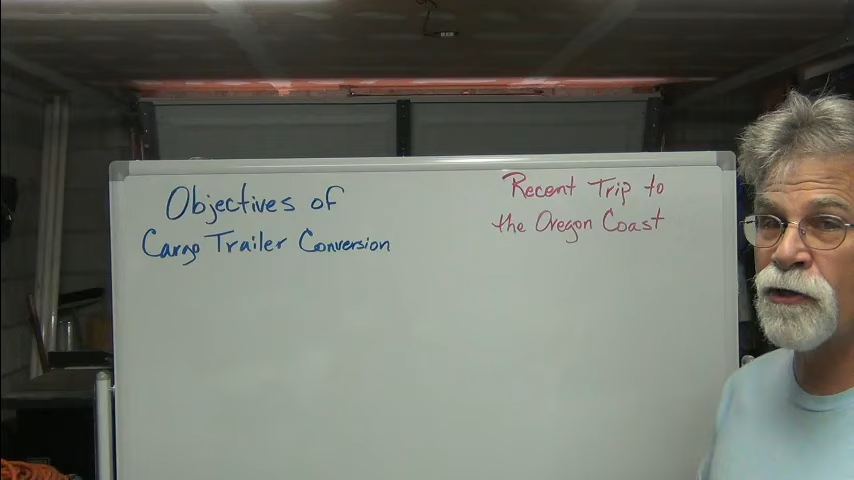 Objectives of
Cargo Trailer Conversion
Recent Trip to
the Oregon Coast